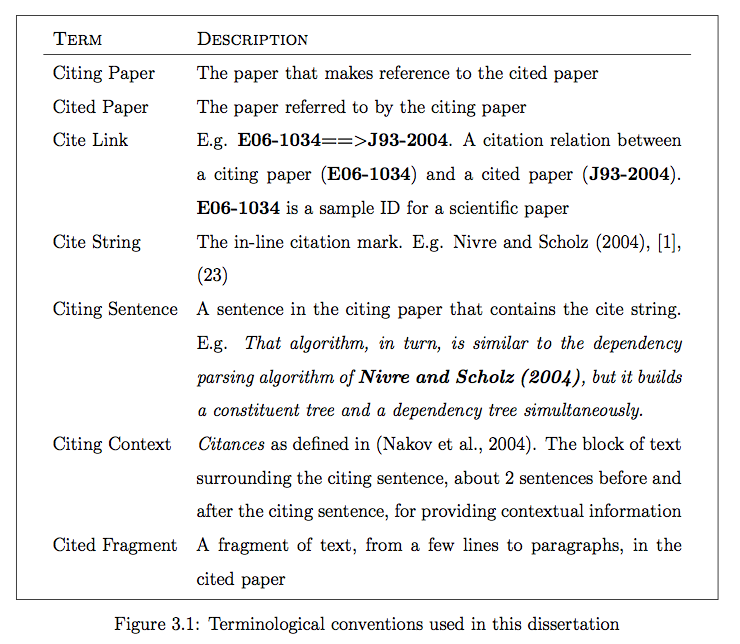 TERM DESCRIPTION
Citing Paper The paper that makes reference to the cited paper
Cited Paper The paper referred to by the citing paper
Cite Link E.g. E06-1034==>J93-2004. A citation relation between
a citing paper (E06-1034) and a cited paper (J93-2004).
E06-1034 is a sample ID for a scientific paper
Cite String The in-line citation mark. E.g. Nivre and Scholz (2004), [1],
(23)
Citing Sentence A sentence in the citing paper that contains the cite string.
E.g. That algorithm, in turn, is similar to the dependency
parsing algorithm of Nivre and Scholz (2004), but it builds
a constituent tree and a dependency tree simultaneously.
Citing Context Citances as defined in (Nakov et al., 2004). The block of text
surrounding the citing sentence, about 2 sentences before and
after the citing sentence, for providing contextual information
Cited Fragment A fragment of text, from a few lines to paragraphs, in the
cited paper
Figure 3.1: Terminological conventions used in this dissertation